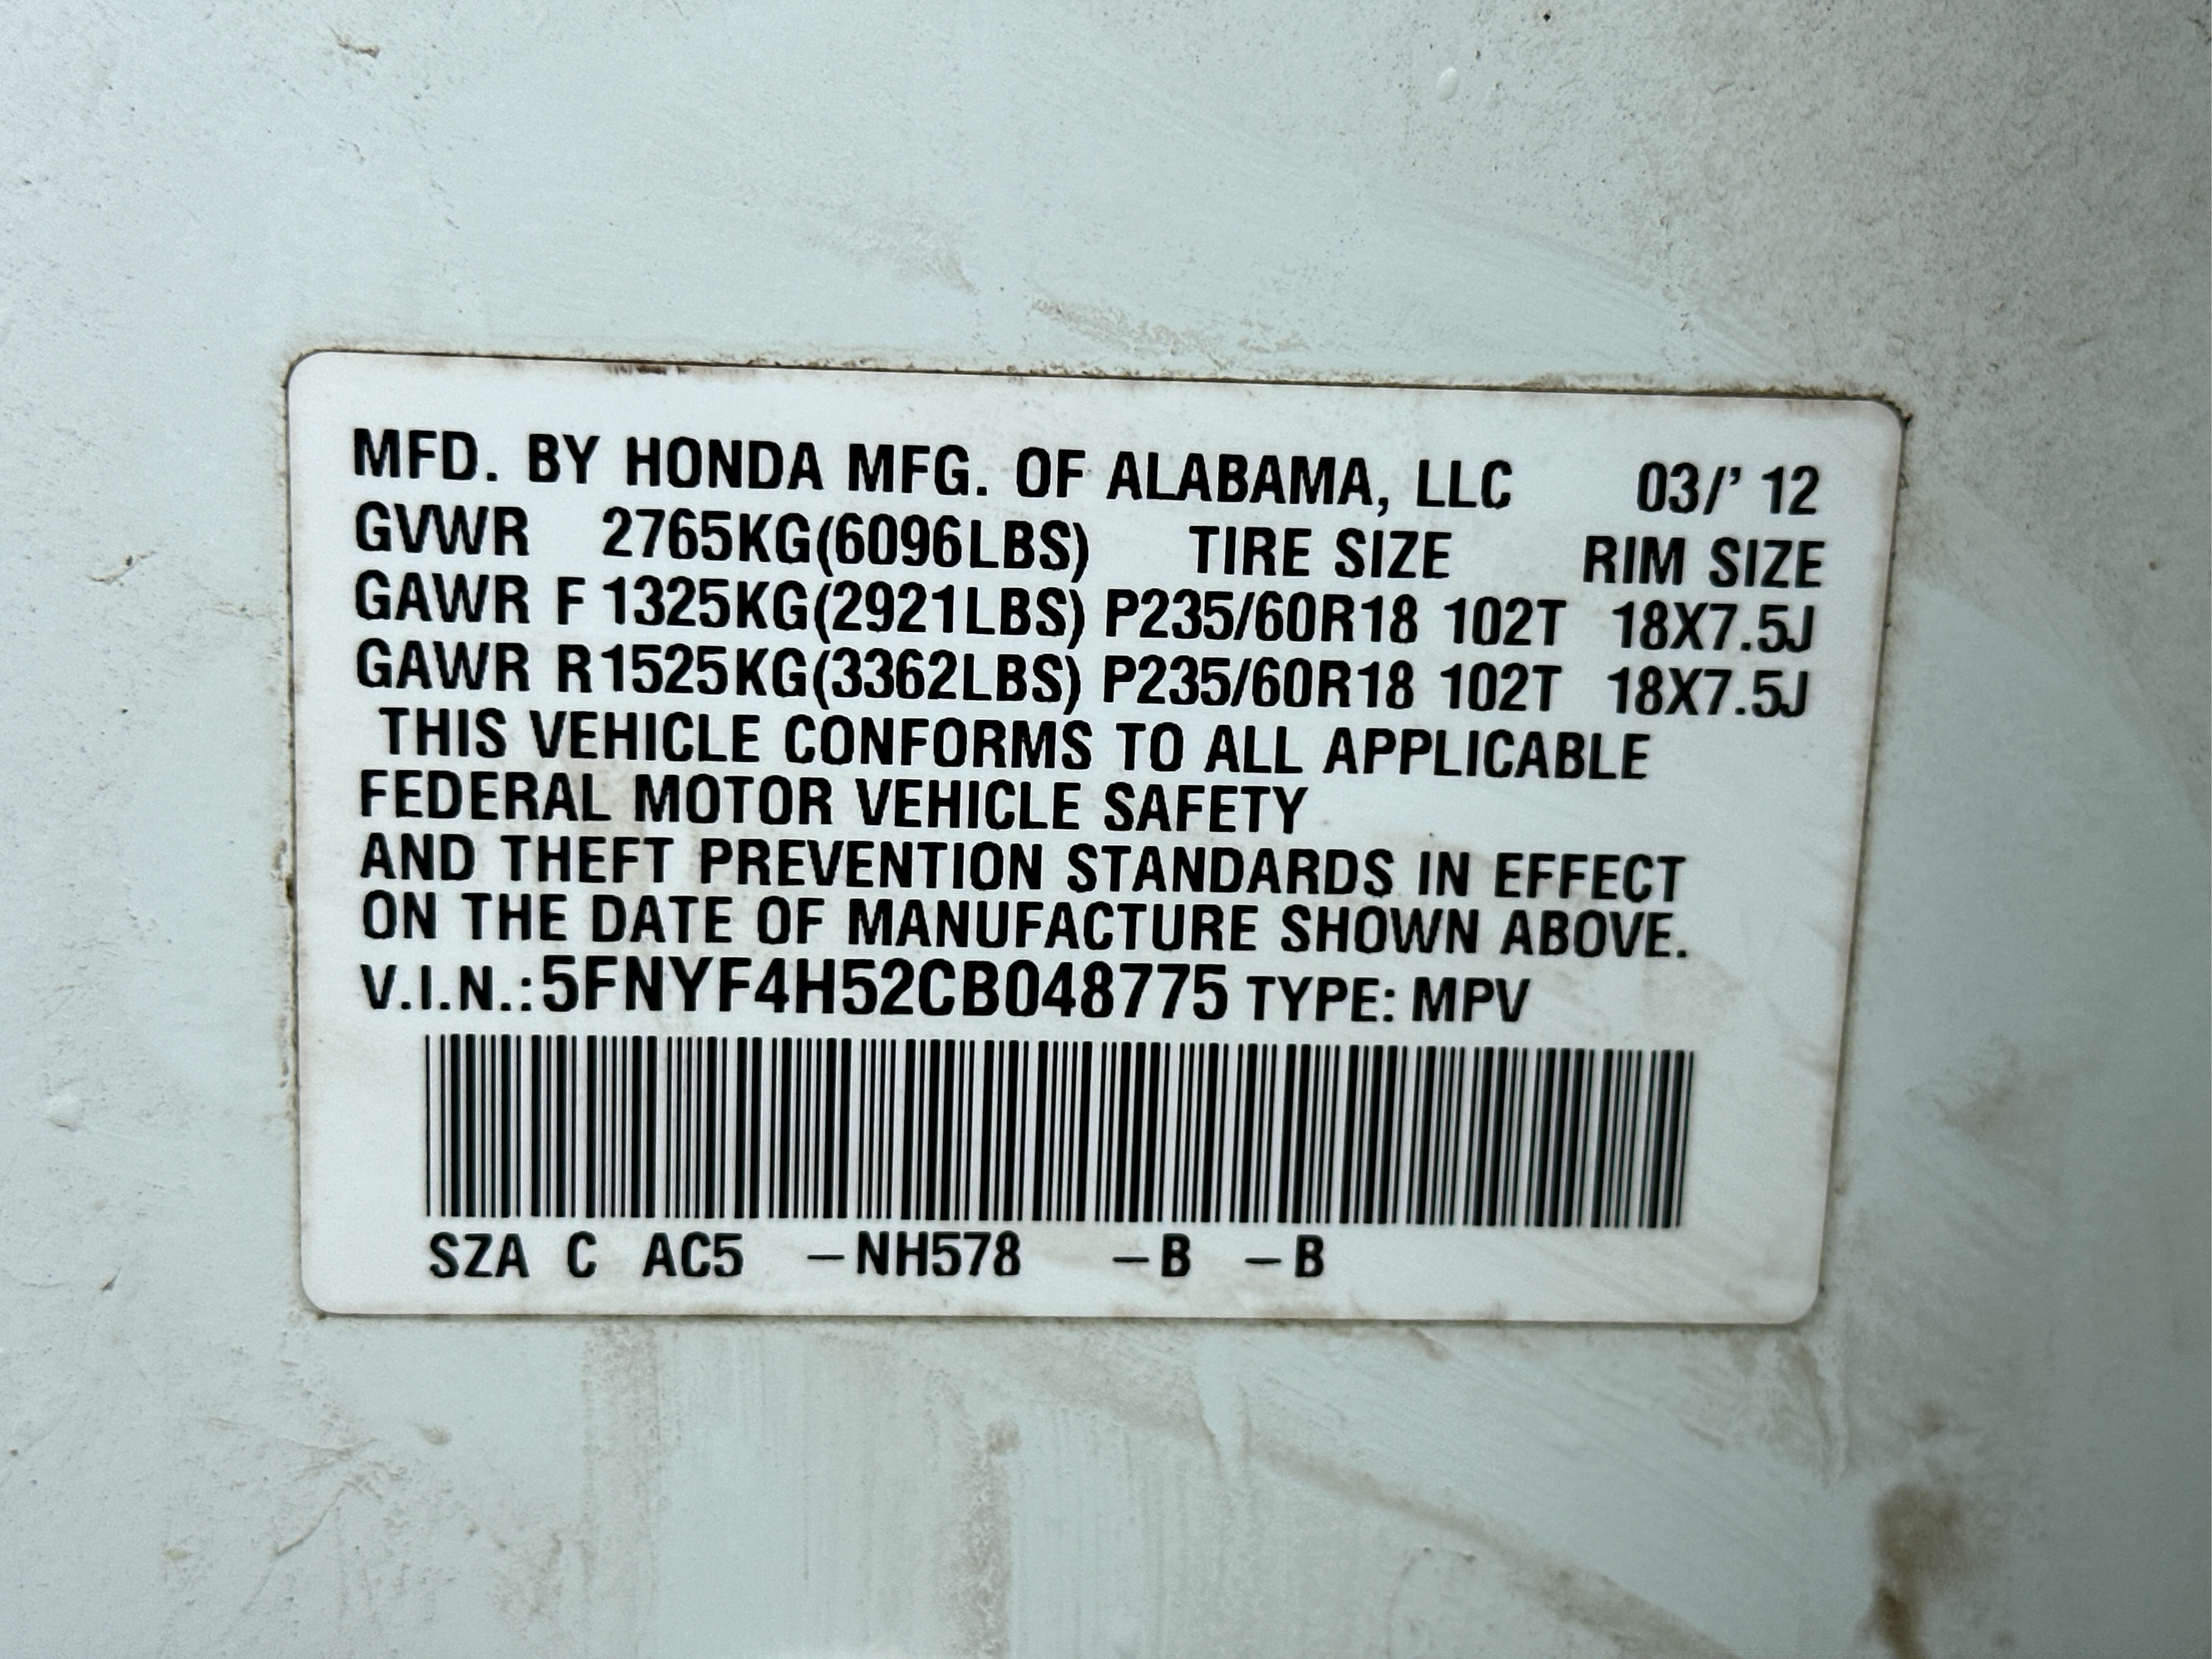 MFD. BY HONDA MFG. OF ALABAMA, LLC 03/' 12
GVWR 2765KG(6096LBS) TIRE SIZE RIM SIZE
GAWR F 1325KG(2921LBS) P235/60R18 102T 18X7.5J
GAWR R1525KG(3362LBS) P235/60R18 102T 18X7.5J
THIS VEHICLE CONFORMS TO ALL APPLICABLE
FEDERAL MOTOR VEHICLE SAFETY
AND THEFT PREVENTION STANDARDS IN EFFECT
ON THE DATE OF MANUFACTURE SHOWN ABOVE.
V.I.N.:5FNYF4H52CB048775 TYPE: MPV
SZA C AC5 –NH578 –B –B